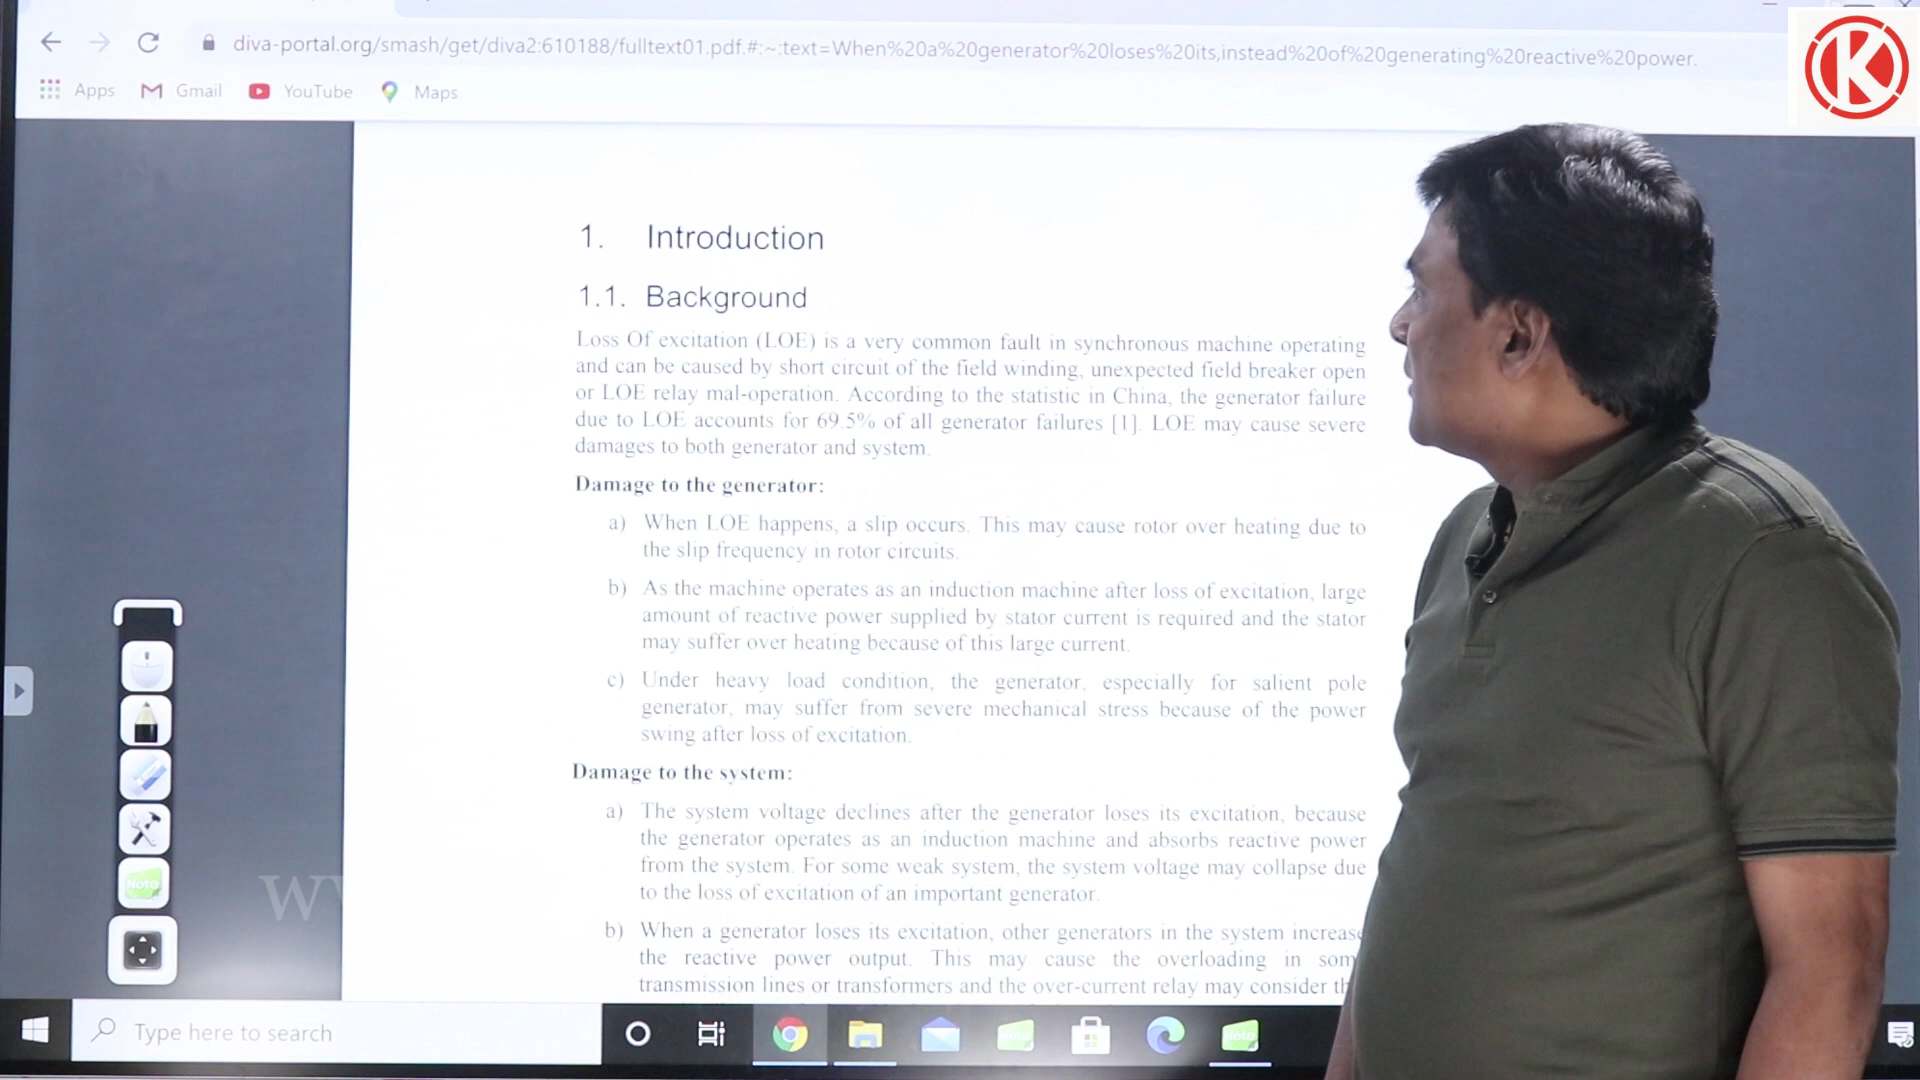 diva-portal.org/smash/get/diva2:610188/fulltext01.pdf.#:~:text=When%20a%20generator%20loses%20its,instead%20of%20generating%20reactive%20power.
Apps Gmail YouTube Maps
K
1. Introduction
1.1. Background
Loss Of excitation (LOE) is a very common fault in synchronous machine operating
and can be caused by short circuit of the field winding, unexpected field breaker open
or LOE relay mal-operation. According to the statistic in China, the generator failure
due to LOE accounts for 69.5% of all generator failures [1]. LOE may cause severe
damages to both generator and system.
Damage to the generator:
a) When LOE happens, a slip occurs. This may cause rotor over heating due to
the slip frequency in rotor circuits.
b) As the machine operates as an induction machine after loss of excitation, large
amount of reactive power supplied by stator current is required and the stator
may suffer over heating because of this large current.
c) Under heavy load condition, the generator, especially for salient pole
generator, may suffer from severe mechanical stress because of the power
swing after loss of excitation.
Damage to the system:
a) The system voltage declines after the generator loses its excitation, because
the generator operates as an induction machine and absorbs reactive power
from the system. For some weak system, the system voltage may collapse due
to the loss of excitation of an important generator.
b) When a generator loses its excitation, other generators in the system increase
the reactive power output. This may cause the overloading in som
transmission lines or transformers and the over-current relay may consider th
Note
Type here to search